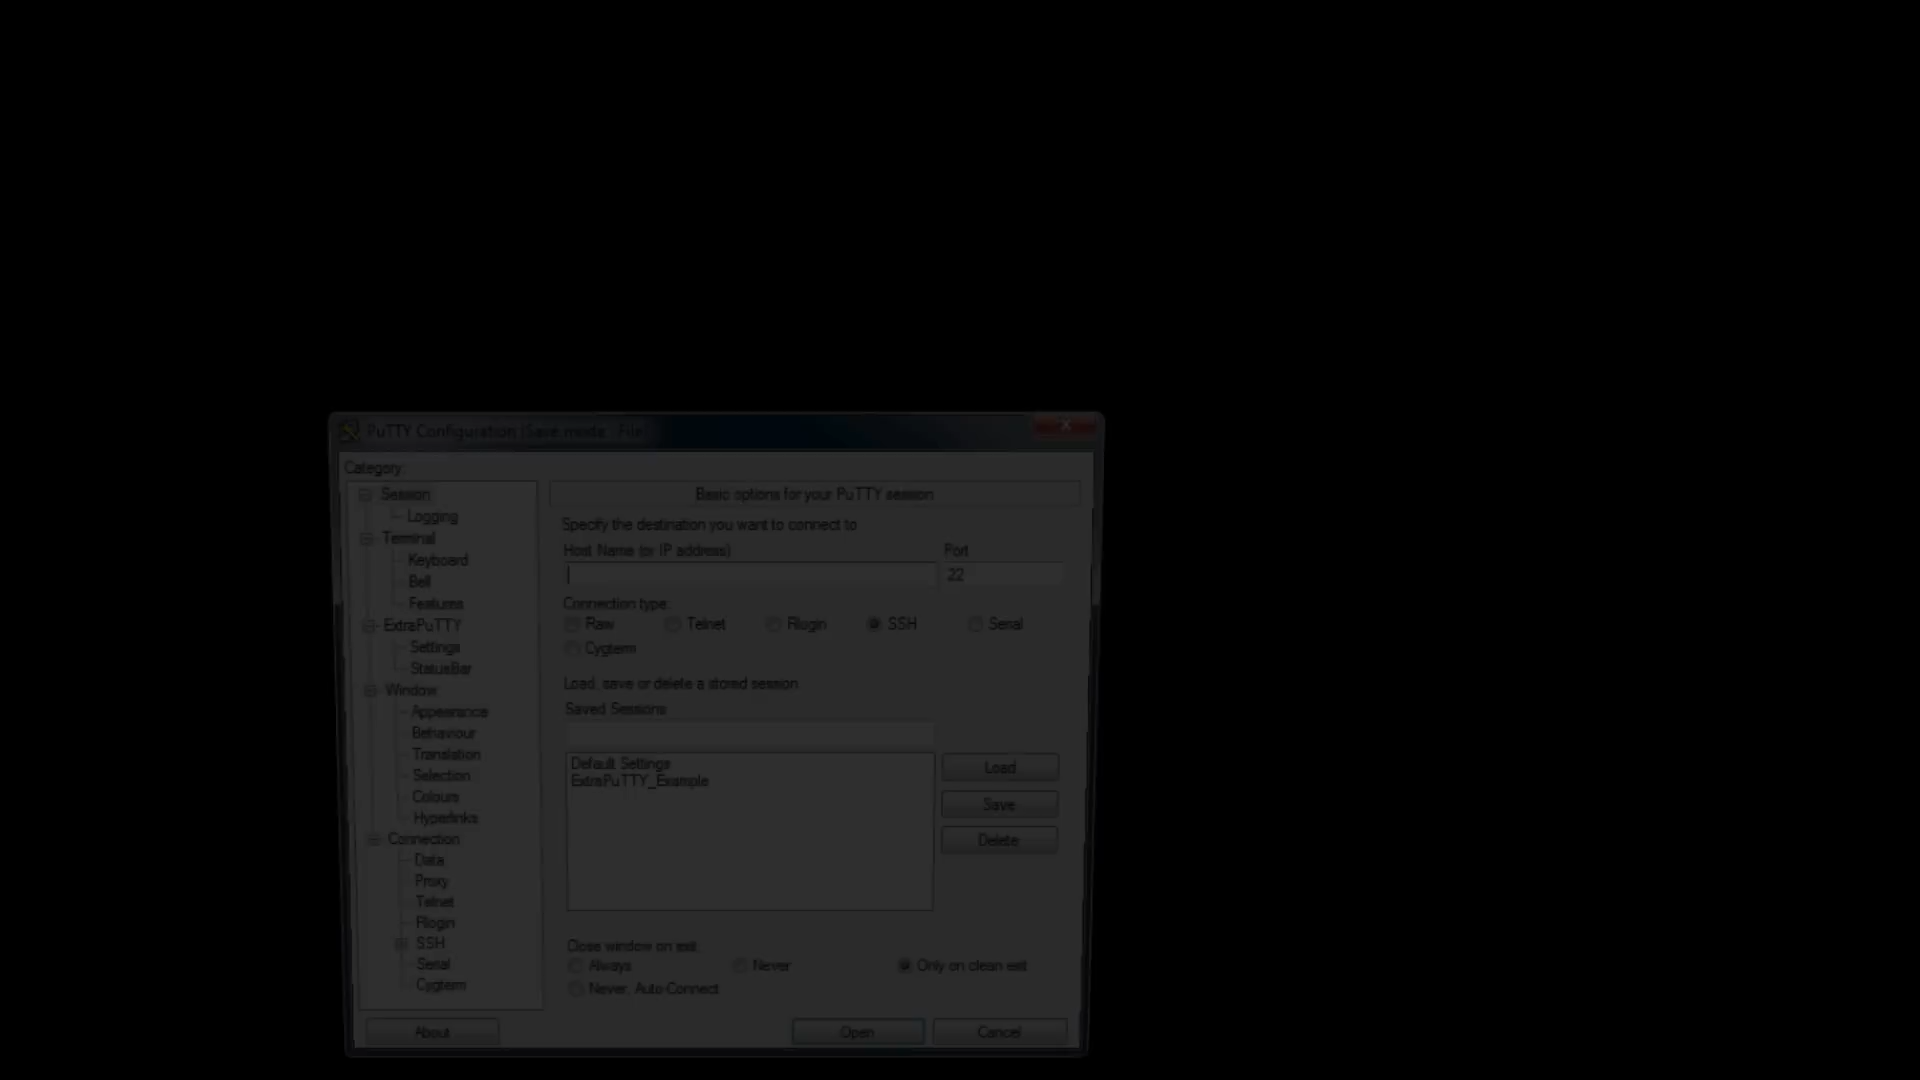 PuTTY Configuration (Save mode : File)
Category:
Session
Logging
Terminal
Keyboard
Bell
Features
ExtraPuTTY
Settings
StatusBar
Window
Appearance
Behaviour
Translation
Selection
Colours
Hyperlinks
Connection
Data
Proxy
Telnet
Rlogin
SSH
Serial
Cygterm
About
Basic options for your PuTTY session
Specify the destination you want to connect to
Host Name (or IP address) Port
22
Connection type:
Raw Telnet Rlogin SSH Serial
Cygterm
Load, save or delete a stored session
Saved Sessions
Default Settings
ExtraPuTTY_Example
Load
Save
Delete
Close window on exit:
Always Never Only on clean exit
Never, Auto Connect
Open Cancel